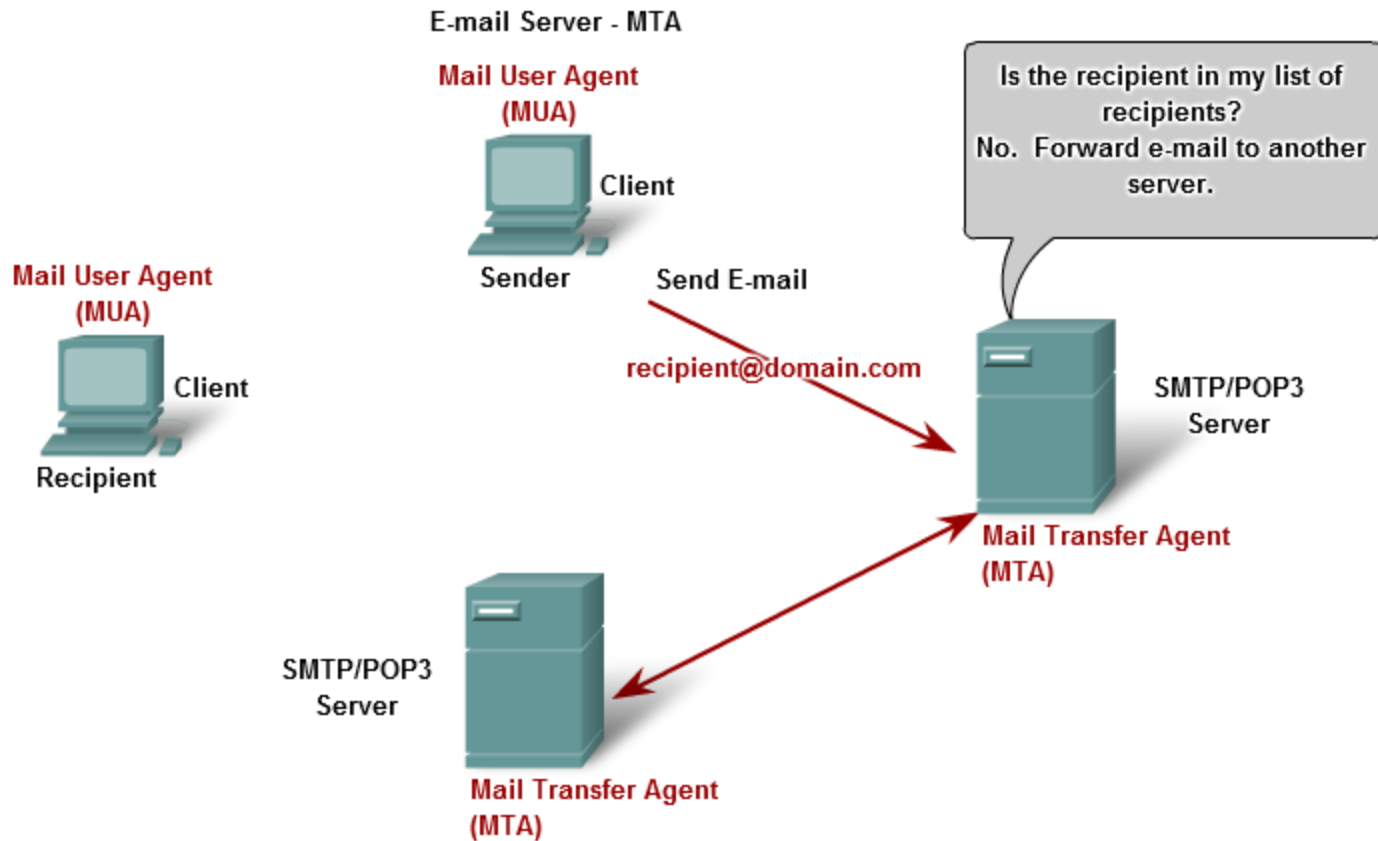 E-mail Server - MTA
Mail User Agent
(MUA)
Client
Sender
Is the recipient in my list of
recipients?
No.  Forward e-mail to another
server.
Mail User Agent
(MUA)
Client
Recipient
Send E-mail
recipient@domain.com
SMTP/POP3
Server
Mail Transfer Agent
(MTA)
SMTP/POP3
Server
Mail Transfer Agent
(MTA)